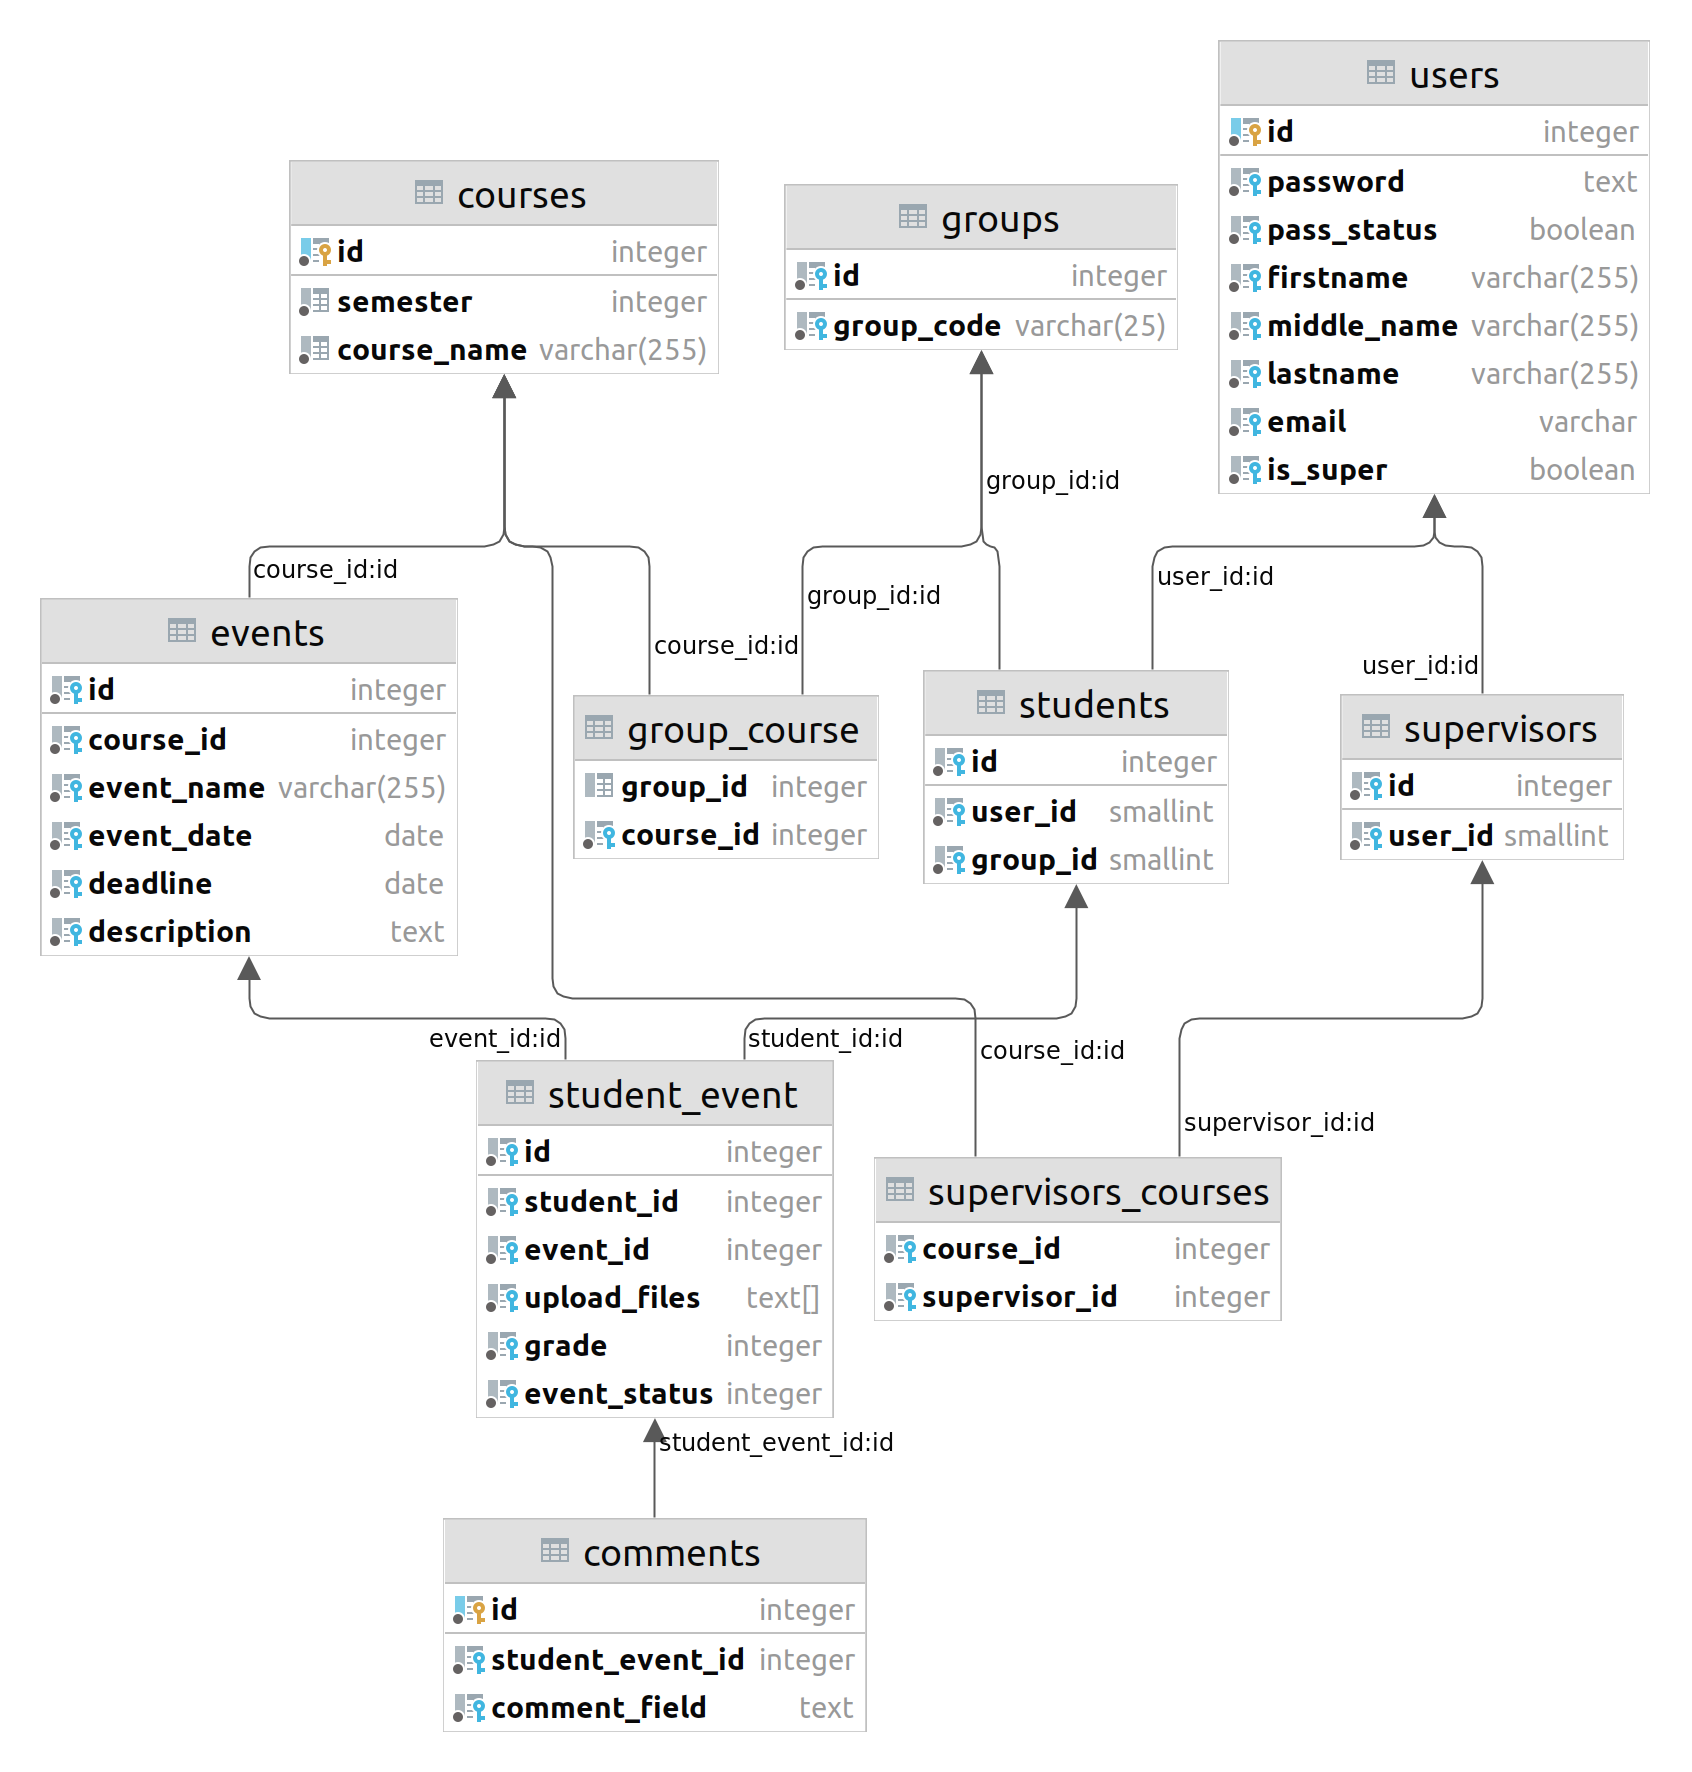 users
id integer
password text
pass_status boolean
firstname varchar(255)
middle_name varchar(255)
lastname varchar(255)
email varchar
is_super boolean
courses
id integer
semester integer
course_name varchar(255)
groups
id integer
group_code varchar(25)
group_id:id
course_id:id
group_id:id
user_id:id
course_id:id
user_id:id
events
id integer
course_id integer
event_name varchar(255)
event_date date
deadline date
description text
group_course
group_id integer
course_id integer
students
id integer
user_id smallint
group_id smallint
supervisors
id integer
user_id smallint
event_id:id
student_id:id
course_id:id
supervisor_id:id
student_event
id integer
student_id integer
event_id integer
upload_files text[]
grade integer
event_status integer
supervisors_courses
course_id integer
supervisor_id integer
student_event_id:id
comments
id integer
student_event_id integer
comment_field text